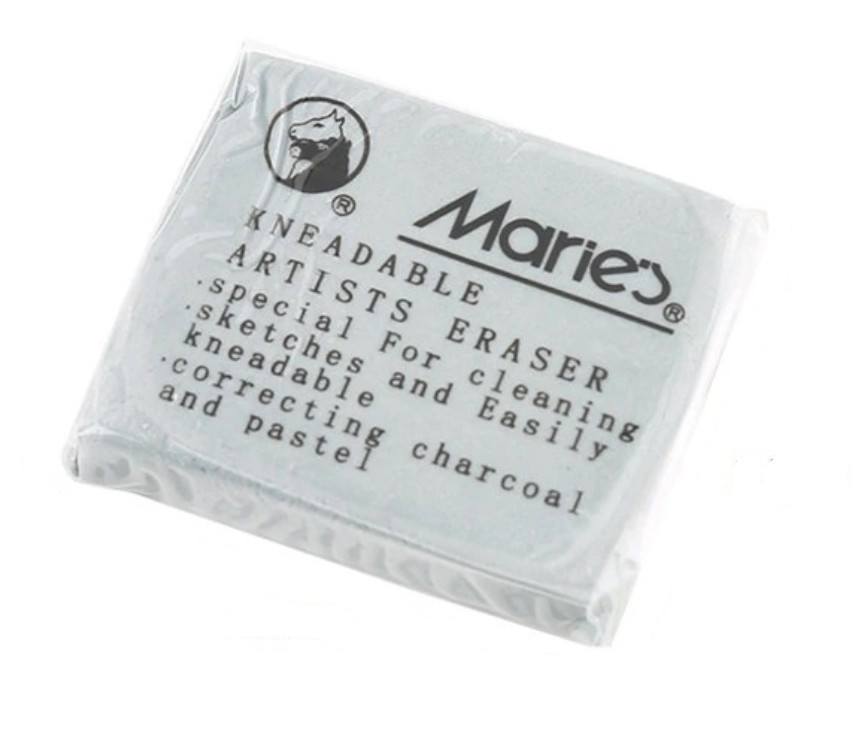 ®
Marie's®
KNEADABLE
ARTISTS ERASER
.special For cleaning
.sketches and Easily
kneadable
.correcting charcoal
and pastel